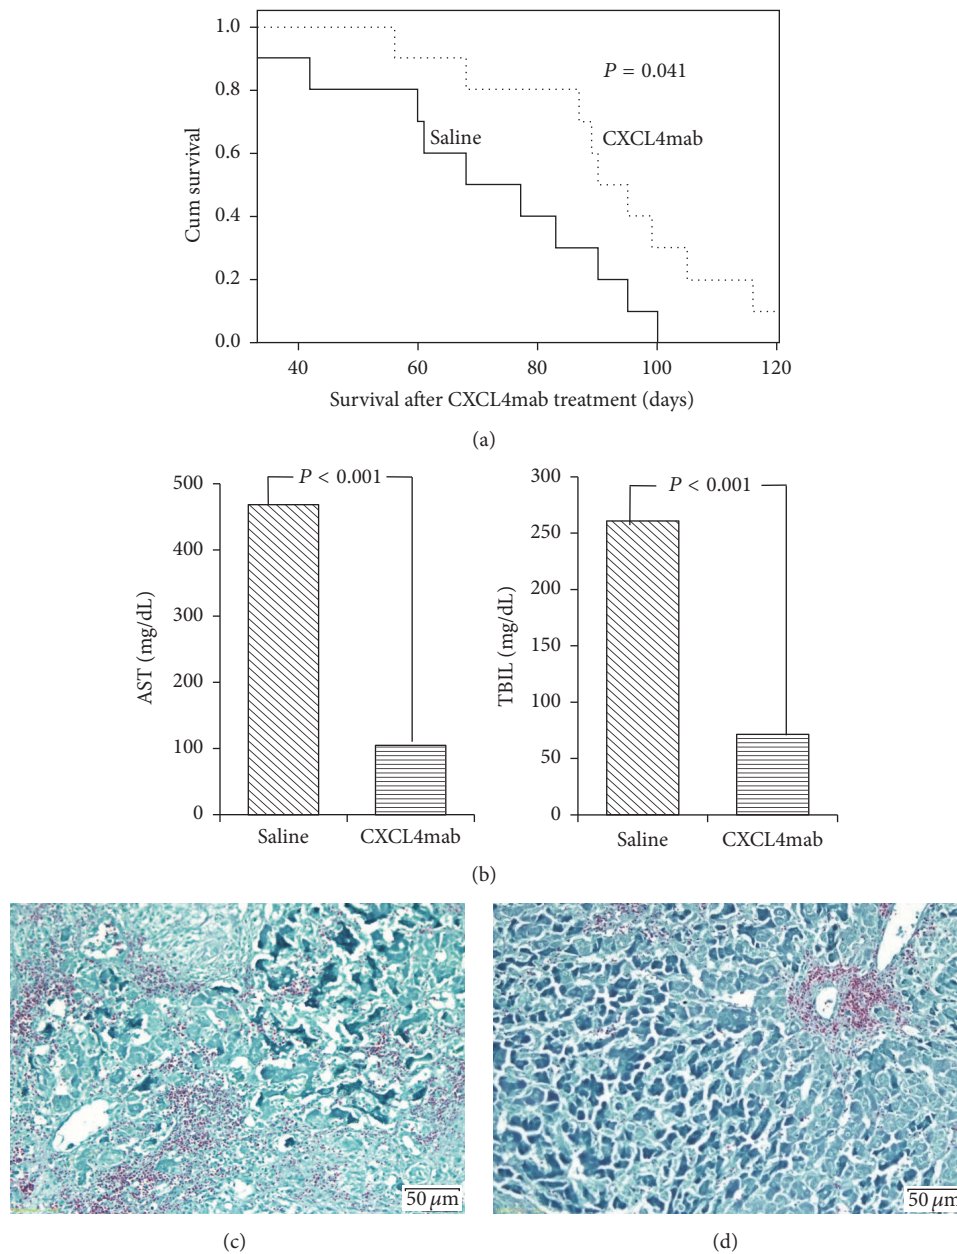 1.0
0.8
0.6
0.4
0.2
0.0
Cum survival
P = 0.041
Saline
CXCL4mab
40 60 80 100 120
Survival after CXCL4mab treatment (days)
(a)
500
400
300
200
100
0
AST (mg/dL)
P < 0.001
Saline CXCL4mab
300
250
200
150
100
50
0
TBIL (mg/dL)
P < 0.001
Saline CXCL4mab
(b)
50 μm
(c)
50 μm
(d)